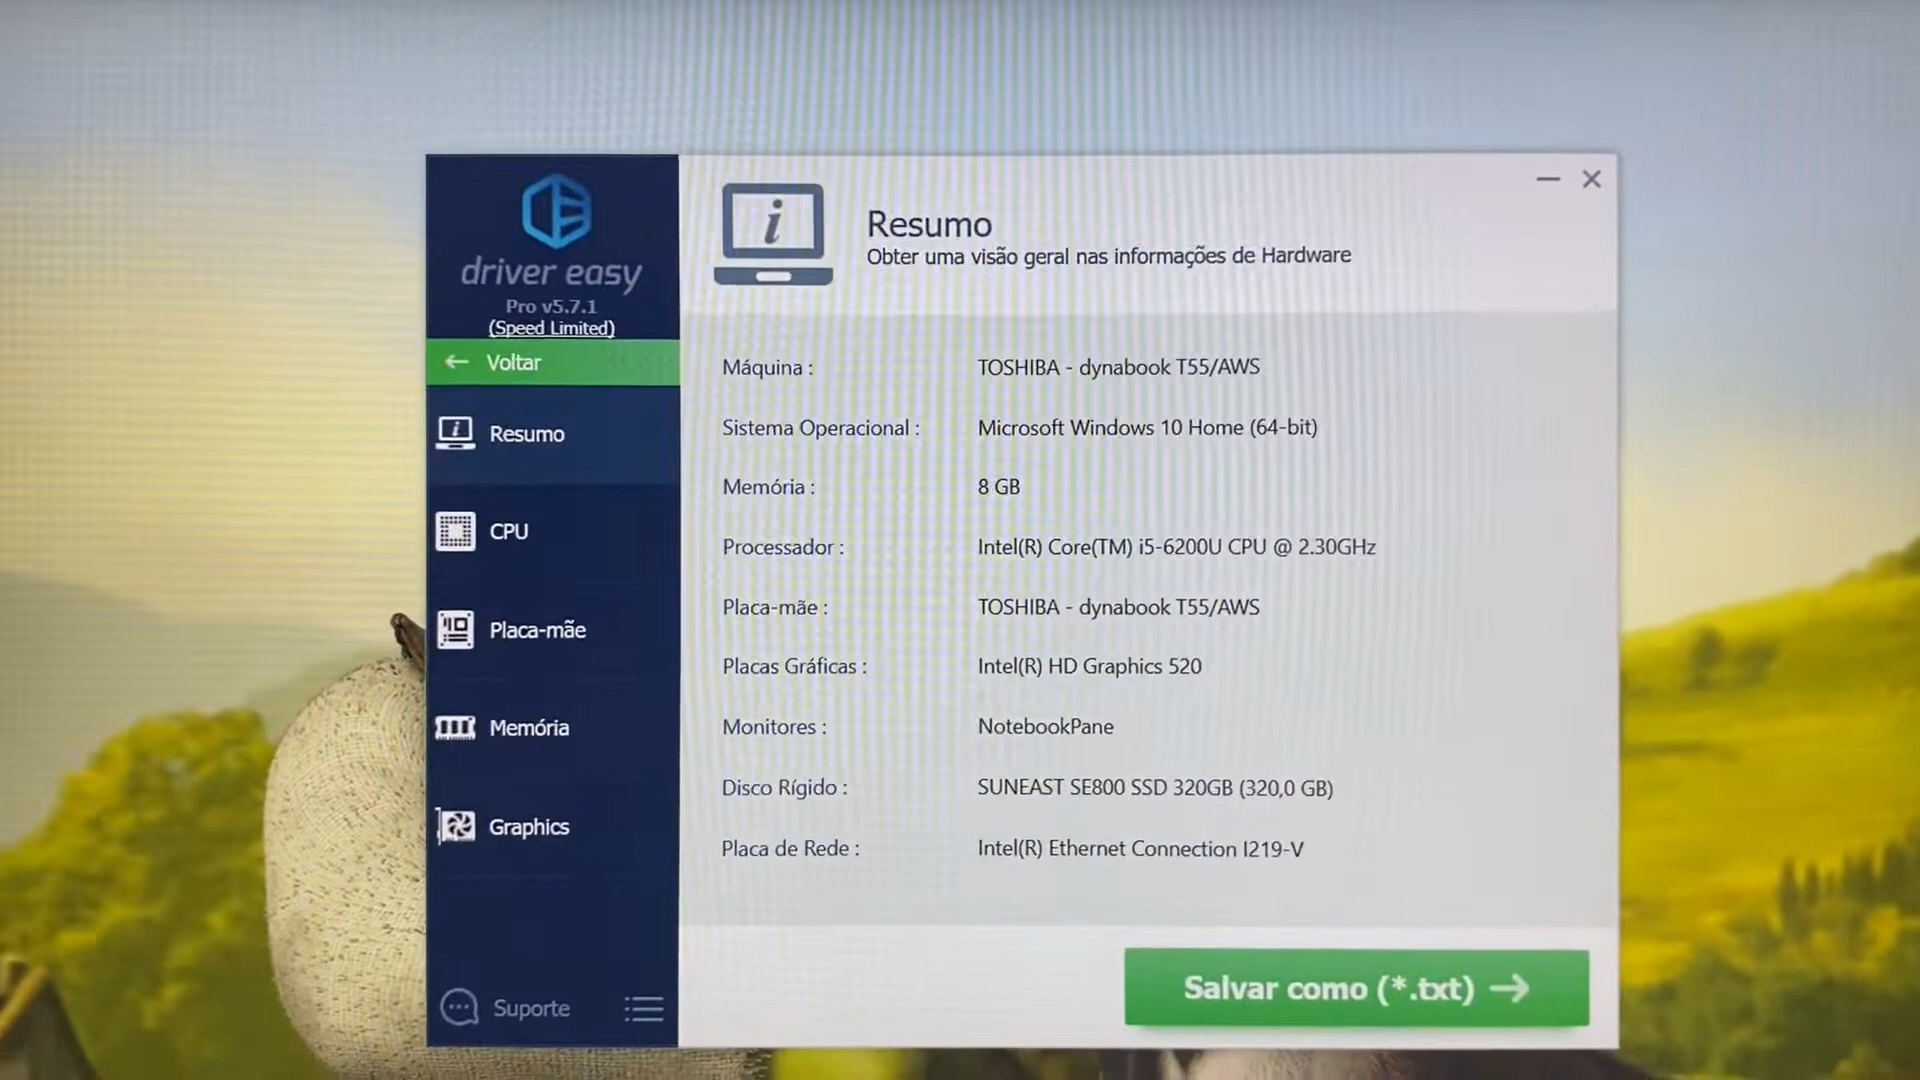 driver easy
Pro v5.7.1
(Speed Limited)
Voltar
Resumo
CPU
Placa-mãe
Memória
Graphics
Suporte
Resumo
Obter uma visão geral nas informações de Hardware
Máquina : TOSHIBA - dynabook T55/AWS
Sistema Operacional : Microsoft Windows 10 Home (64-bit)
Memória : 8 GB
Processador : Intel(R) Core(TM) i5-6200U CPU @ 2.30GHz
Placa-mãe : TOSHIBA - dynabook T55/AWS
Placas Gráficas : Intel(R) HD Graphics 520
Monitores : NotebookPane
Disco Rígido : SUNEAST SE800 SSD 320GB (320,0 GB)
Placa de Rede : Intel(R) Ethernet Connection I219-V
Salvar como (*.txt)